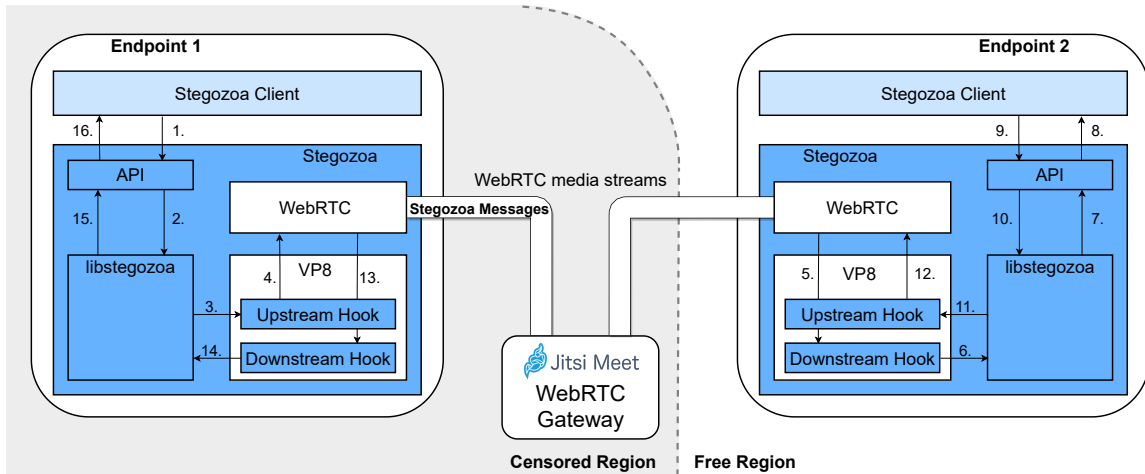 Endpoint 1
Stegozoa Client
16.
1.
Stegozoa
API
15.
2.
WebRTC
Stegozoa Messages
libstegozoa
4.
VP8
13.
3.
Upstream Hook
14.
Downstream Hook
WebRTC media streams
Jitsi Meet
WebRTC
Gateway
Censored Region
Free Region
Endpoint 2
Stegozoa Client
9.
8.
Stegozoa
API
10.
7.
WebRTC
5.
VP8
12.
libstegozoa
Upstream Hook
11.
Downstream Hook
6.